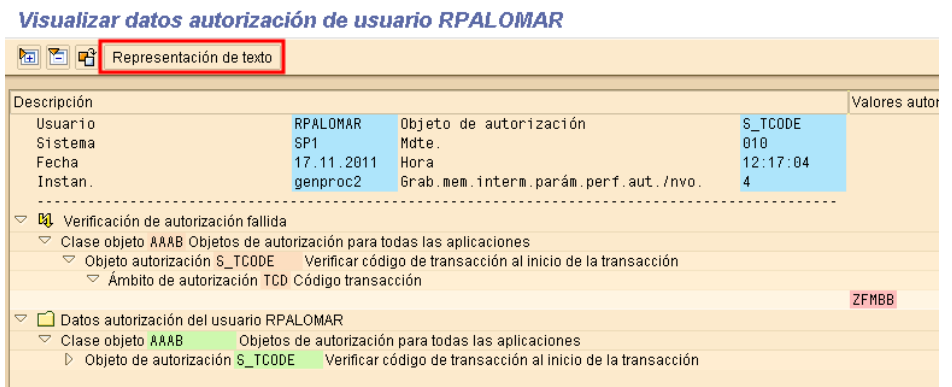 Visualizar datos autorización de usuario RPALOMAR
Representación de texto
Descripción Valores autor
Usuario RPALOMAR Objeto de autorización S_TCODE
Sistema SP1 Mdte. 010
Fecha 17.11.2011 Hora 12:17:04
Instan. genproc2 Grab.mem.interm.parám.perf.aut./nvo. 4
Verificación de autorización fallida
Clase objeto AAAB Objetos de autorización para todas las aplicaciones
Objeto autorización S_TCODE Verificar código de transacción al inicio de la transacción
Ámbito de autorización TCD Código transacción
ZFMBB
Datos autorización del usuario RPALOMAR
Clase objeto AAAB Objetos de autorización para todas las aplicaciones
Objeto de autorización S_TCODE Verificar código de transacción al inicio de la transacción